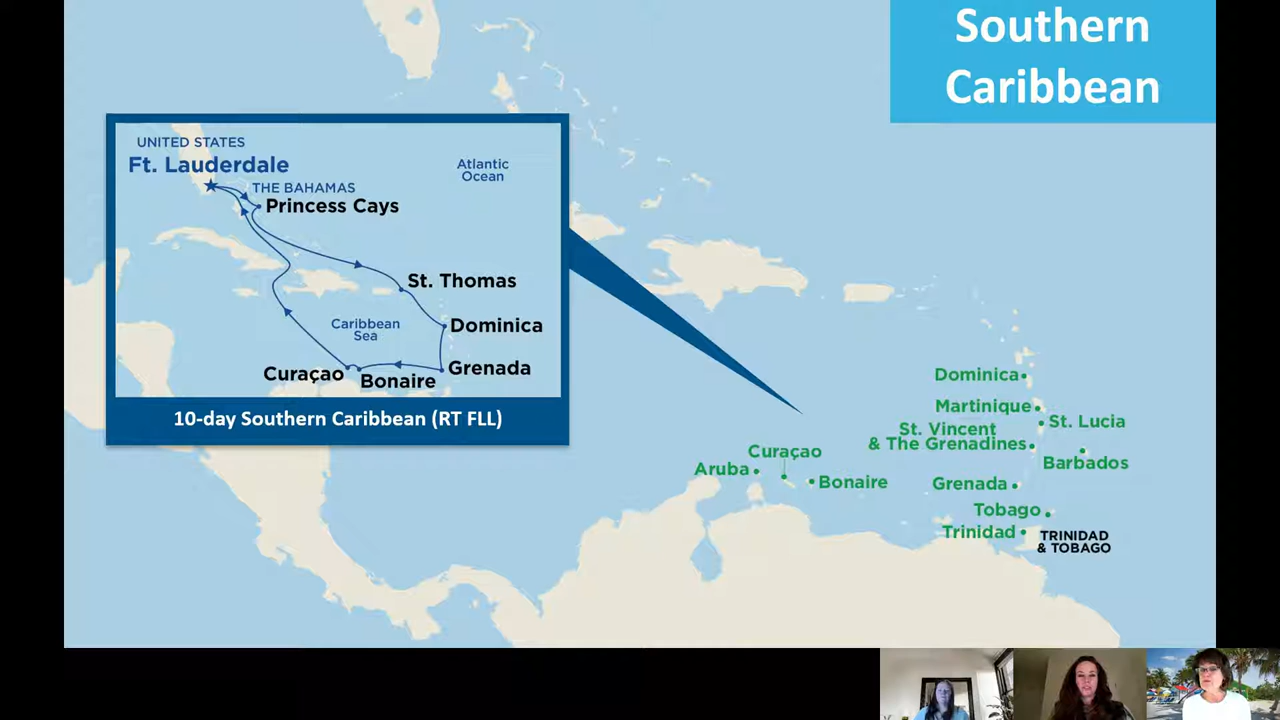 Southern
Caribbean
UNITED STATES
Ft. Lauderdale
Atlantic
Ocean
THE BAHAMAS
Princess Cays
St. Thomas
Caribbean
Sea
Dominica
Grenada
Curaçao
Bonaire
10-day Southern Caribbean (RT FLL)
Dominica
Martinique
St. Lucia
St. Vincent
& The Grenadines
Curaçao
Barbados
Aruba
Bonaire
Grenada
Tobago
Trinidad
TRINIDAD
& TOBAGO